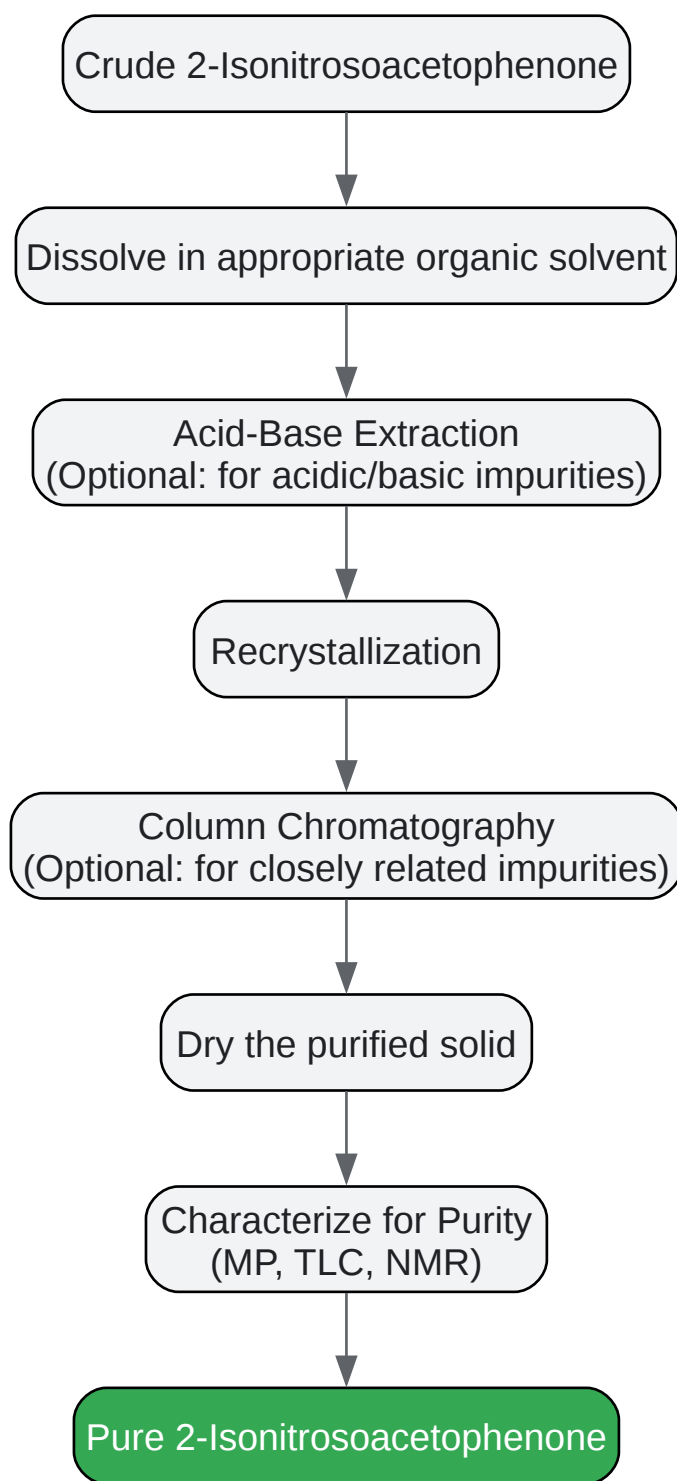 Crude 2-Isonitrosoacetophenone
Dissolve in appropriate organic solvent
Acid-Base Extraction
(Optional: for acidic/basic impurities)
Recrystallization
Column Chromatography
(Optional: for closely related impurities)
Dry the purified solid
Characterize for Purity
(MP, TLC, NMR)
Pure 2-Isonitrosoacetophenone